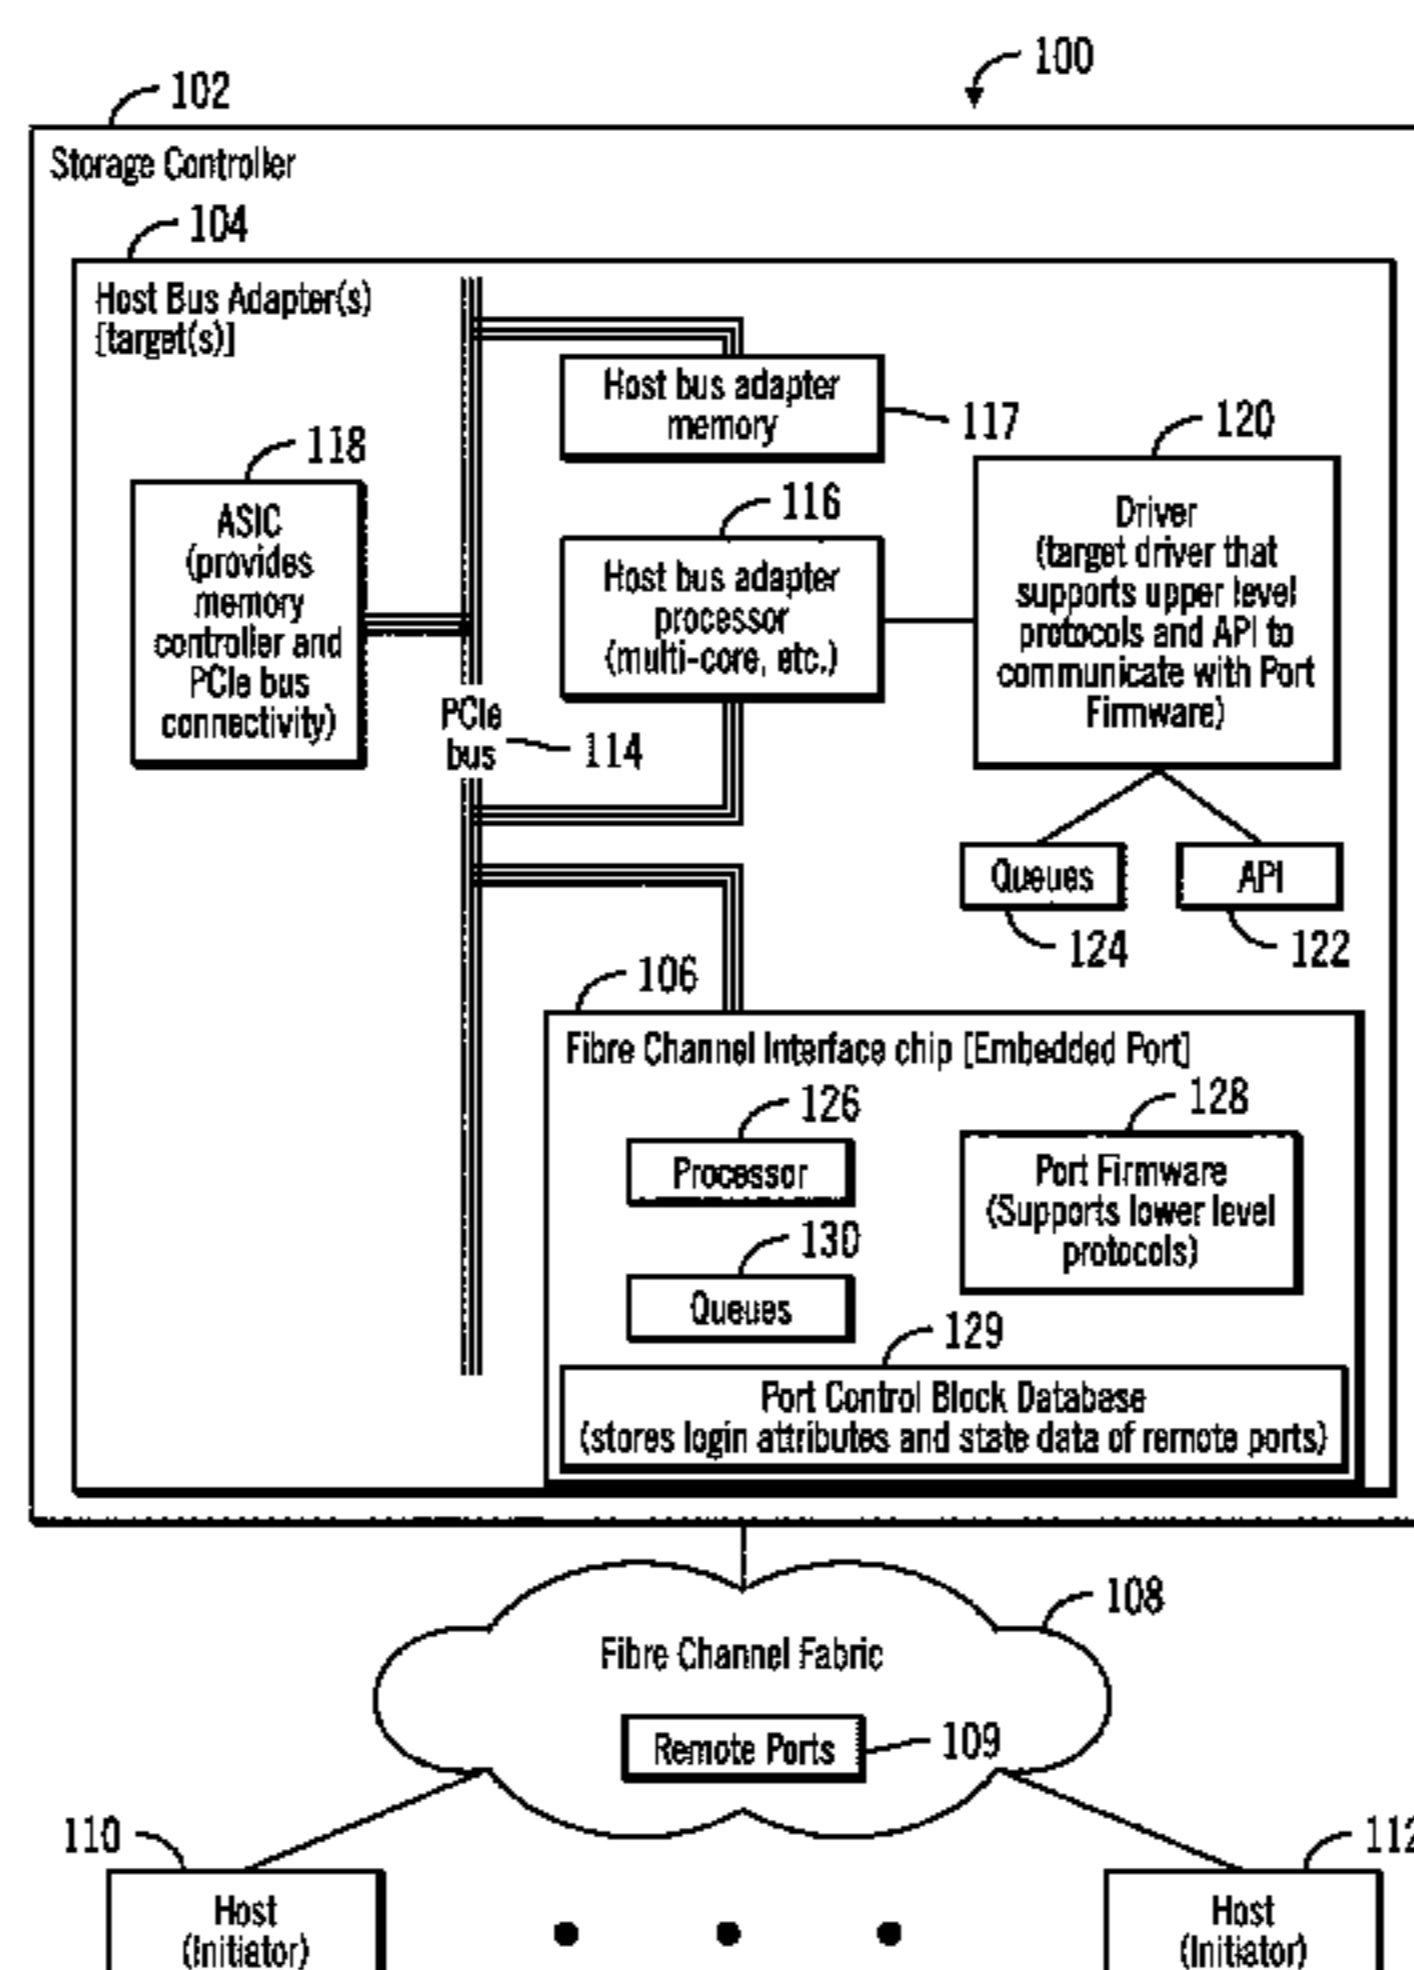 100
102
Storage Controller
104
Host Bus Adapter(s)
[target(s)]
Host bus adapter
memory
117
118
ASIC
(provides
memory
controller and
PCIe bus
connectivity)
116
Host bus adapter
processor
(multi-core, etc.)
120
Driver
(target driver that
supports upper level
protocols and API to
communicate with Port
Firmware)
PCIe
bus
114
Queues
124
API
122
106
Fibre Channel Interface chip [Embedded Port]
126
Processor
128
Port Firmware
(Supports lower level
protocols)
130
Queues
129
Port Control Block Database
(stores login attributes and state data of remote ports)
108
Fibre Channel Fabric
Remote Ports
109
110
Host
(Initiator)
112
Host
(Initiator)